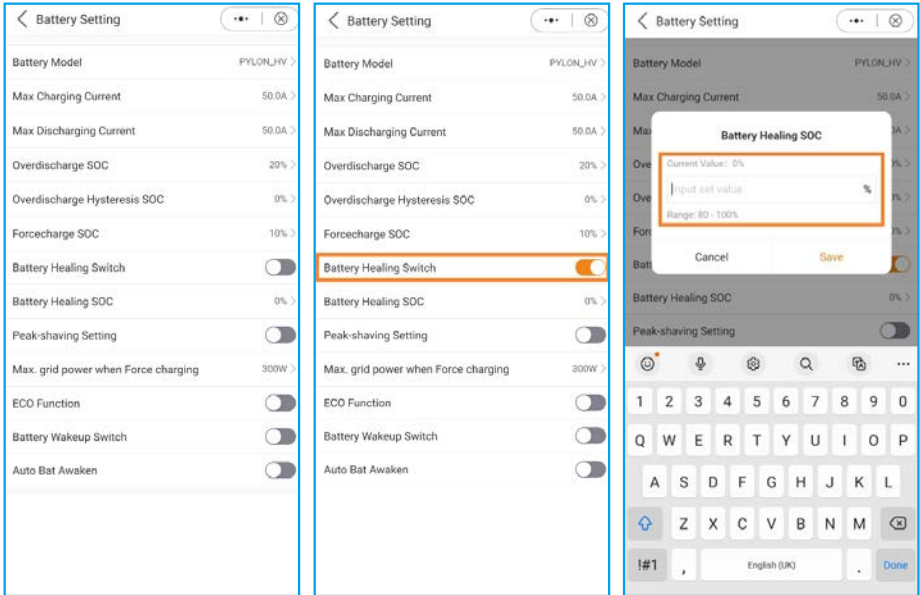 Battery Setting
Battery Model PYLON_HV >
Max Charging Current 50.0A >
Max Discharging Current 50.0A >
Overdischarge SOC 20% >
Overdischarge Hysteresis SOC 0% >
Forcecharge SOC 10% >
Battery Healing Switch
Battery Healing SOC 0% >
Peak-shaving Setting
Max. grid power when Force charging 300W >
ECO Function
Battery Wakeup Switch
Auto Bat Awaken
Battery Setting
Battery Model PYLON_HV >
Max Charging Current 50.0A >
Max Discharging Current 50.0A >
Overdischarge SOC 20% >
Overdischarge Hysteresis SOC 0% >
Forcecharge SOC 10% >
Battery Healing Switch
Battery Healing SOC 0% >
Peak-shaving Setting
Max. grid power when Force charging 300W >
ECO Function
Battery Wakeup Switch
Auto Bat Awaken
Battery Setting
Battery Model PYLON_HV >
Max Charging Current 50.0A >
Battery Healing SOC
Current Value: 0%
Input set value %
Range: 80 - 100%
Cancel Save
Battery Healing SOC 0% >
Peak-shaving Setting
1 2 3 4 5 6 7 8 9 0
Q W E R T Y U I O P
A S D F G H J K L
Z X C V B N M
!#1 , English (UK) . Done